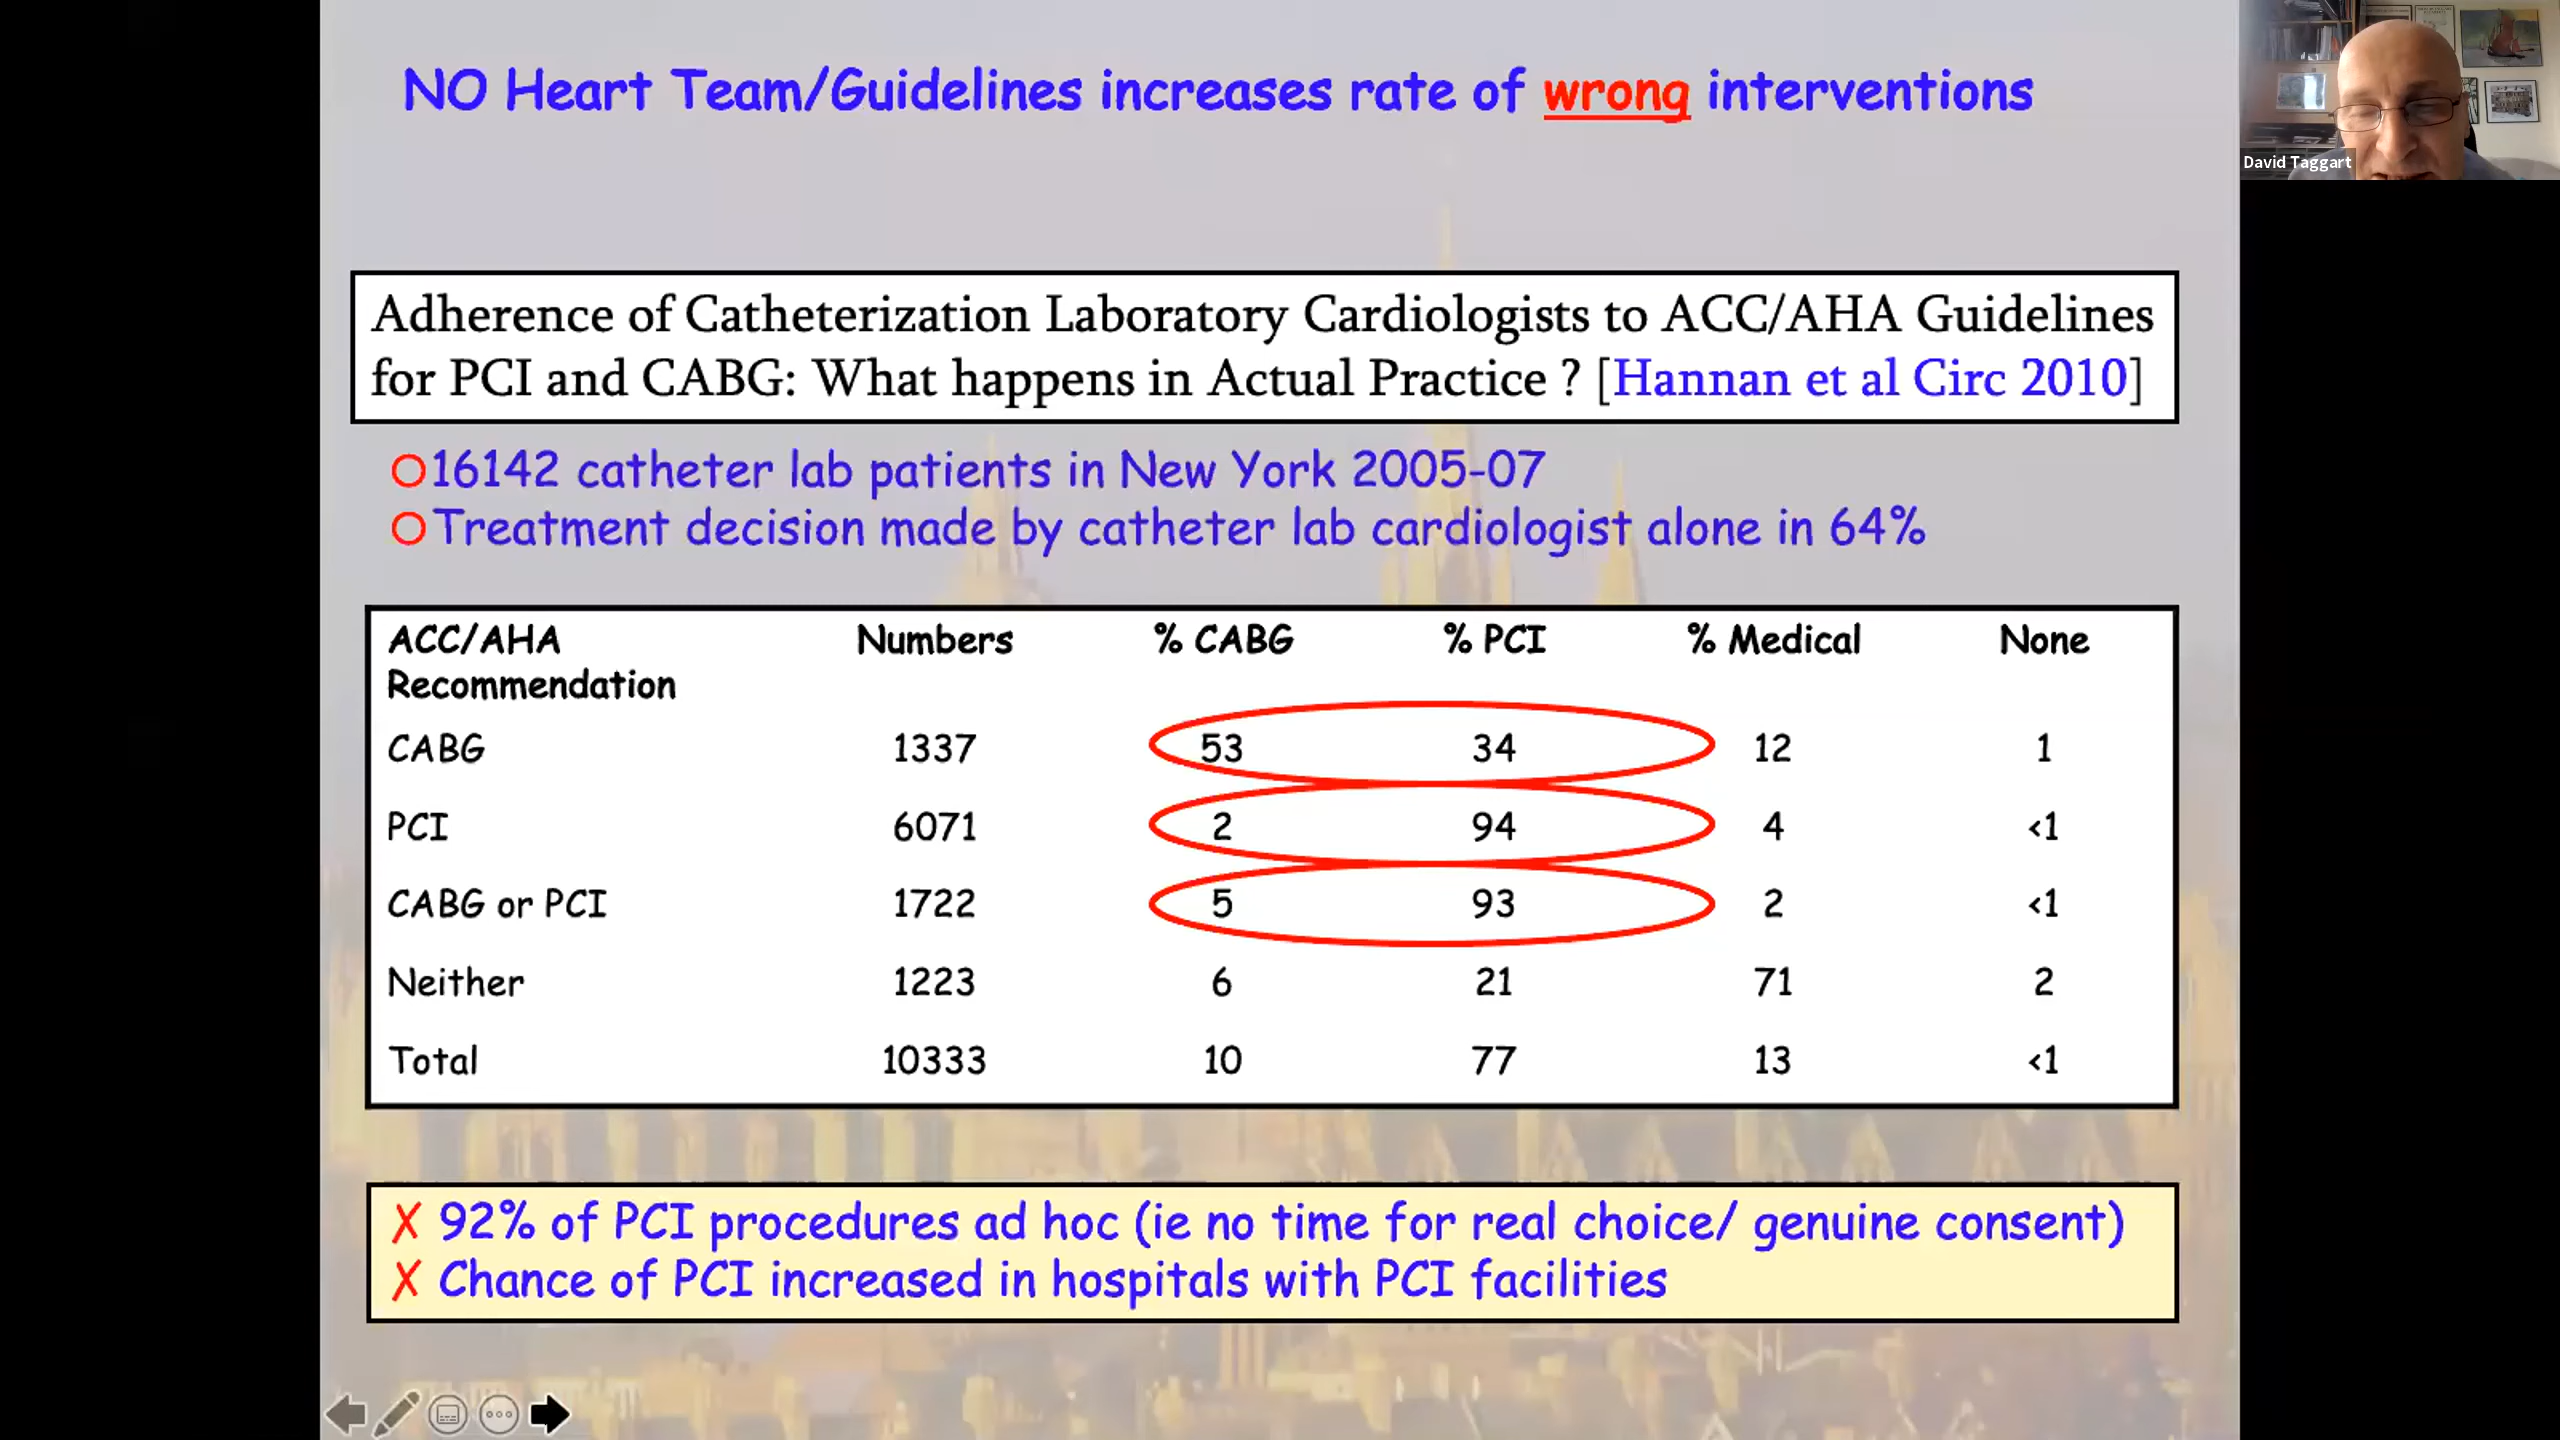 NO Heart Team/Guidelines increases rate of wrong interventions
David Taggart
Adherence of Catheterization Laboratory Cardiologists to ACC/AHA Guidelines
for PCI and CABG: What happens in Actual Practice ? [Hannan et al Circ 2010]
16142 catheter lab patients in New York 2005-07
Treatment decision made by catheter lab cardiologist alone in 64%
ACC/AHA Numbers % CABG % PCI % Medical None
Recommendation
CABG 1337 53 34 12 1
PCI 6071 2 94 4 <1
CABG or PCI 1722 5 93 2 <1
Neither 1223 6 21 71 2
Total 10333 10 77 13 <1
✗ 92% of PCI procedures ad hoc (ie no time for real choice/ genuine consent)
✗ Chance of PCI increased in hospitals with PCI facilities